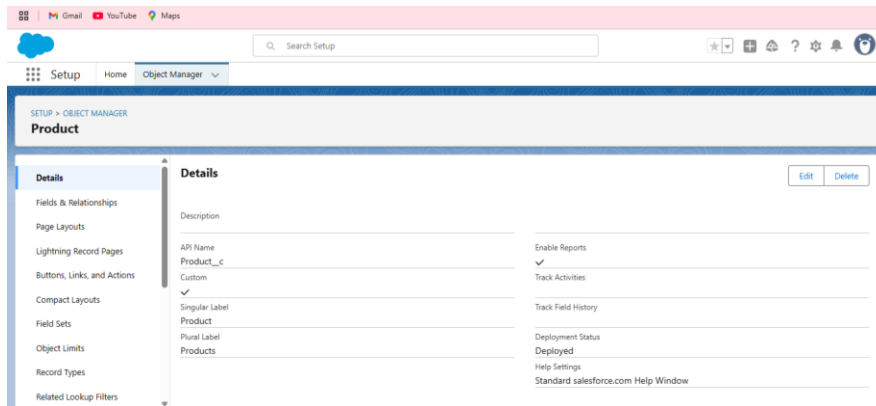 Gmail YouTube Maps
Search Setup
Setup Home Object Manager
SETUP > OBJECT MANAGER
Product
Details
Fields & Relationships
Page Layouts
Lightning Record Pages
Buttons, Links, and Actions
Compact Layouts
Field Sets
Object Limits
Record Types
Related Lookup Filters
Details
Edit Delete
Description
API Name
Product__c
Custom
Singular Label
Product
Plural Label
Products
Enable Reports
Track Activities
Track Field History
Deployment Status
Deployed
Help Settings
Standard salesforce.com Help Window